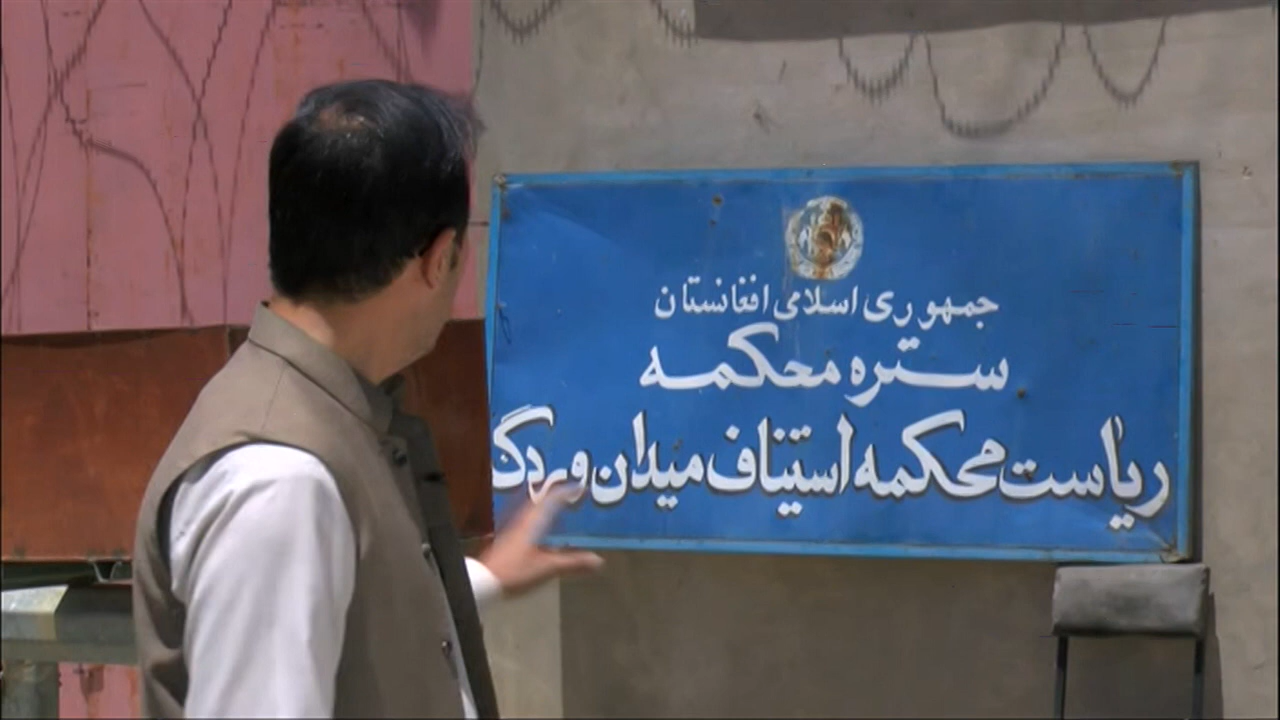 جمهوری اسلامی افغانستان
ستره محکمه
ریاست محکمه استیناف میدان وردگ